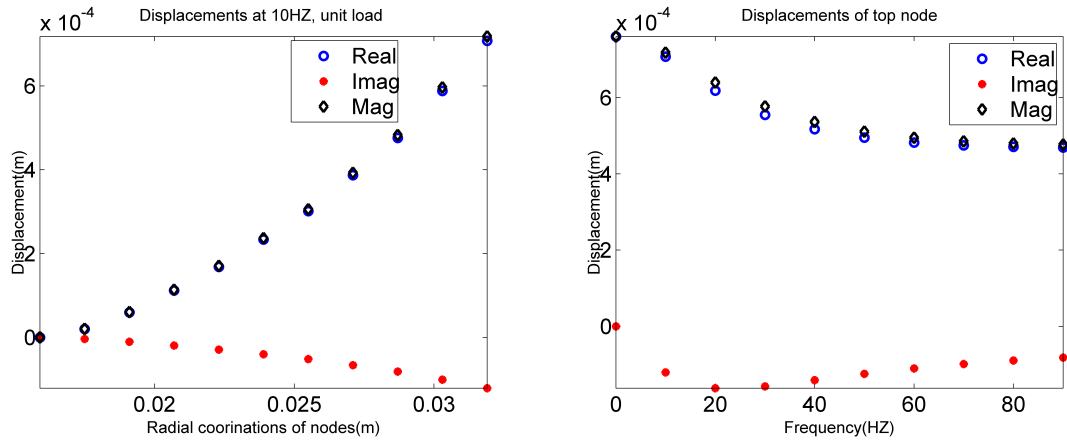 Displacements at 10HZ, unit load
x 10^-4
Real
Imag
Mag
6
4
2
0
Displacement(m)
0.02
0.025
0.03
Radial coorinations of nodes(m)
Displacements of top node
x 10^-4
Real
Imag
Mag
6
4
2
0
Displacement(m)
0
20
40
60
80
Frequency(HZ)